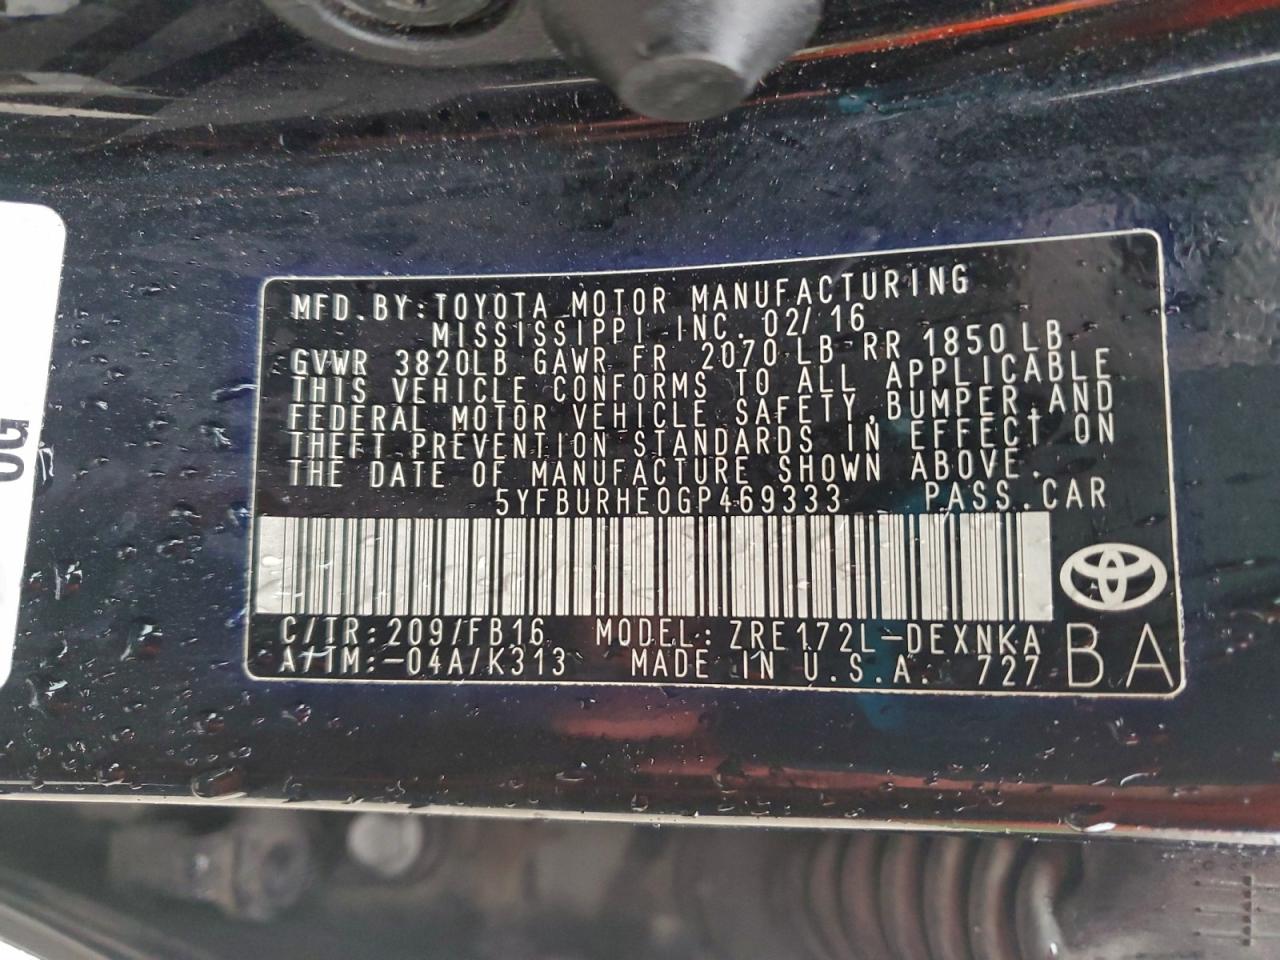 MFD. BY: TOYOTA MOTOR MANUFACTURING
MISSISSIPPI INC. 02/16
GVWR 3820LB GAWR FR 2070 LB RR 1850 LB
THIS VEHICLE CONFORMS TO ALL APPLICABLE
FEDERAL MOTOR VEHICLE SAFETY, BUMPER, AND
THEFT PREVENTION STANDARDS IN EFFECT ON
THE DATE OF MANUFACTURE SHOWN ABOVE.
5YFBURHE0GP469333 PASS. CAR
C/TR: 209/FB16 MODEL: ZRE172L-DEXNKA
A/TM: -04A/K313 MADE IN U.S.A. 727
BA